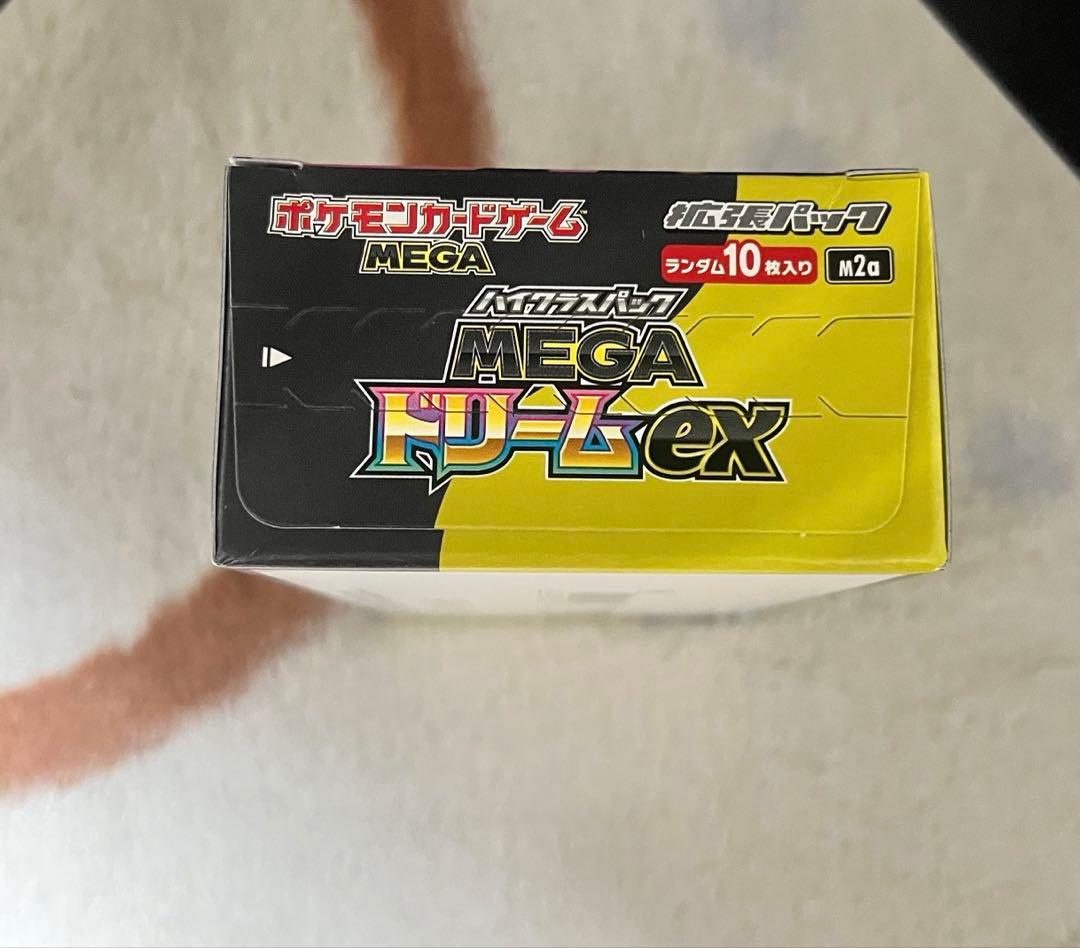 ポケモンカードゲーム™
MEGA
拡張パック
ランダム10枚入り M2a
ハイクラスパック
MEGA
ドリームex